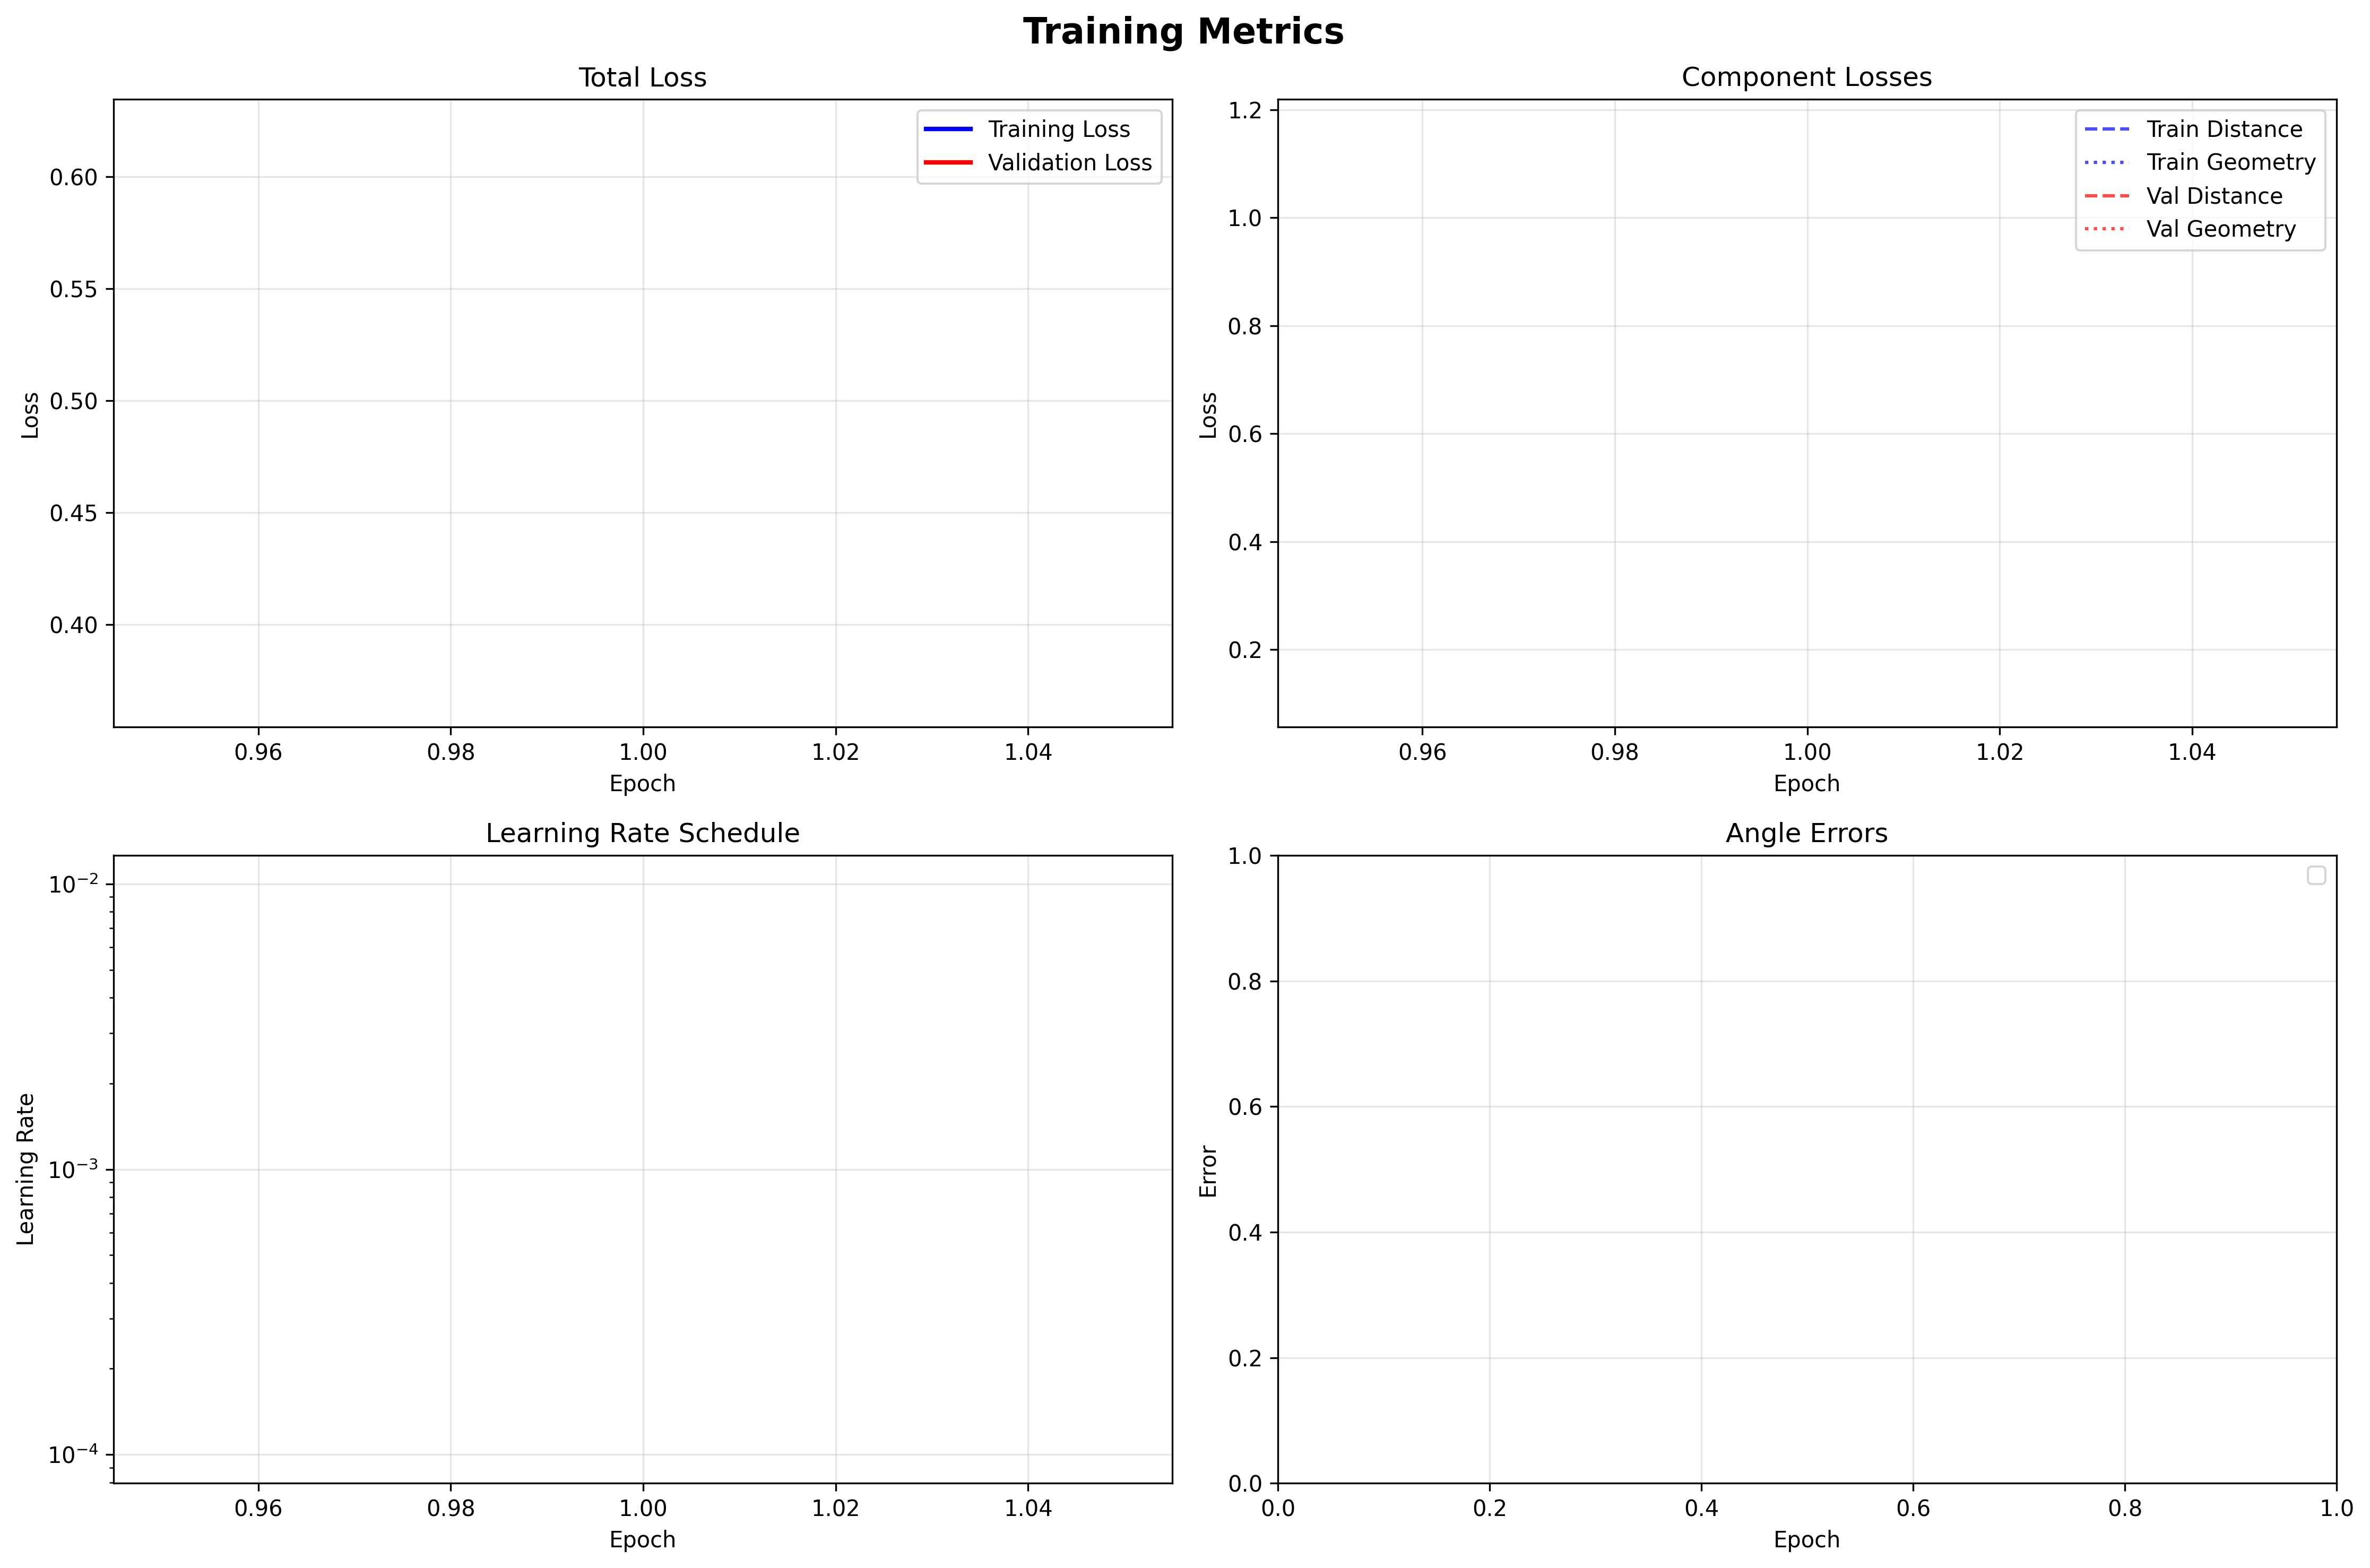 Training Metrics
Total Loss
Training Loss
Validation Loss
0.60
0.55
0.50
0.45
0.40
Loss
0.96 0.98 1.00 1.02 1.04
Epoch
Component Losses
Train Distance
Train Geometry
Val Distance
Val Geometry
1.2
1.0
0.8
0.6
0.4
0.2
Loss
0.96 0.98 1.00 1.02 1.04
Epoch
Learning Rate Schedule
10⁻²
10⁻³
10⁻⁴
Learning Rate
0.96 0.98 1.00 1.02 1.04
Epoch
Angle Errors
1.0
0.8
0.6
0.4
0.2
0.0
Error
0.0 0.2 0.4 0.6 0.8 1.0
Epoch